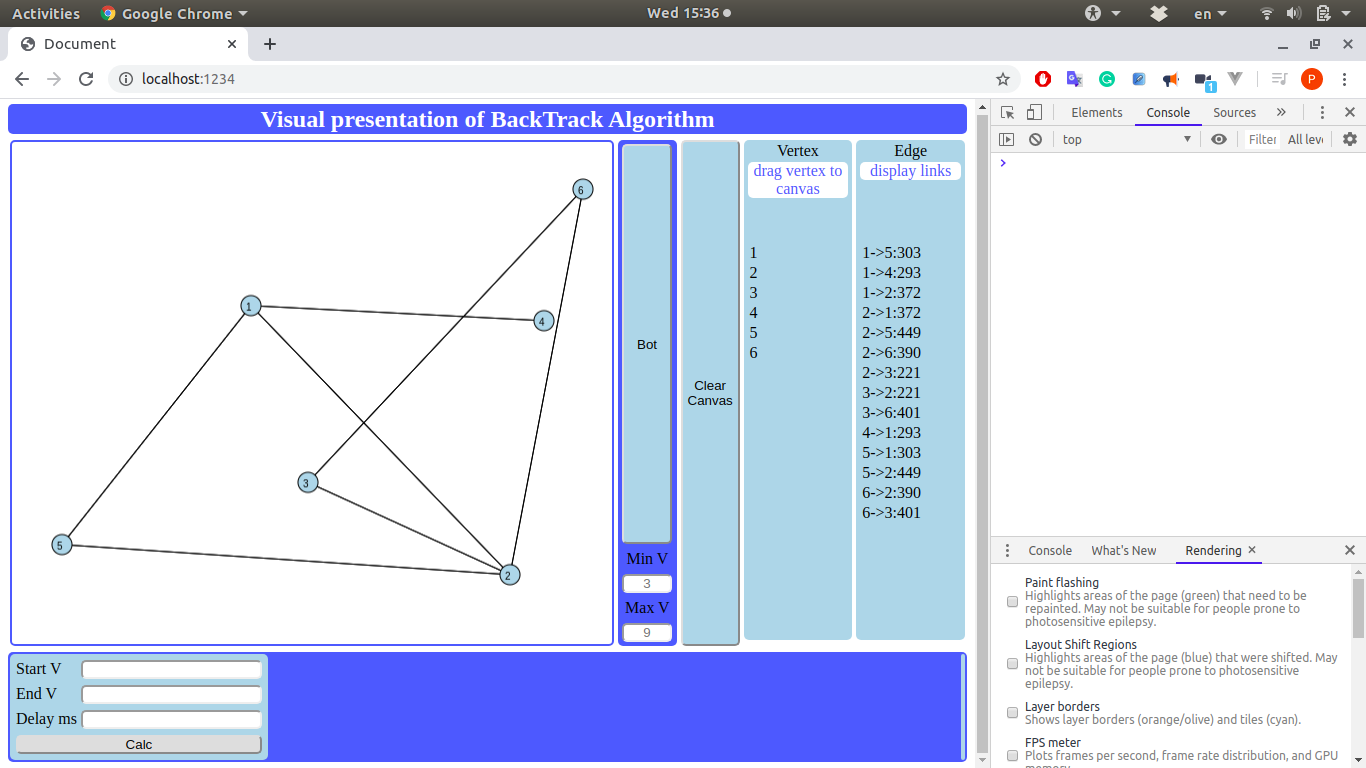 Activities
Google Chrome
Wed 15:36
en
Document
localhost:1234
1
P
Visual presentation of BackTrack Algorithm
6
1
4
3
5
2
Bot
Min V
3
Max V
9
Clear
Canvas
Vertex
drag vertex to
canvas
1
2
3
4
5
6
Edge
display links
1->5:303
1->4:293
1->2:372
2->1:372
2->5:449
2->6:390
2->3:221
3->2:221
3->6:401
4->1:293
5->1:303
5->2:449
6->2:390
6->3:401
Start V
End V
Delay ms
Calc
Elements Console Sources »
top Filter All leve
Console What's New Rendering
Paint flashing
Highlights areas of the page (green) that need to be
repainted. May not be suitable for people prone to
photosensitive epilepsy.
Layout Shift Regions
Highlights areas of the page (blue) that were shifted. May
not be suitable for people prone to photosensitive
epilepsy.
Layer borders
Shows layer borders (orange/olive) and tiles (cyan).
FPS meter
Plots frames per second, frame rate distribution, and GPU